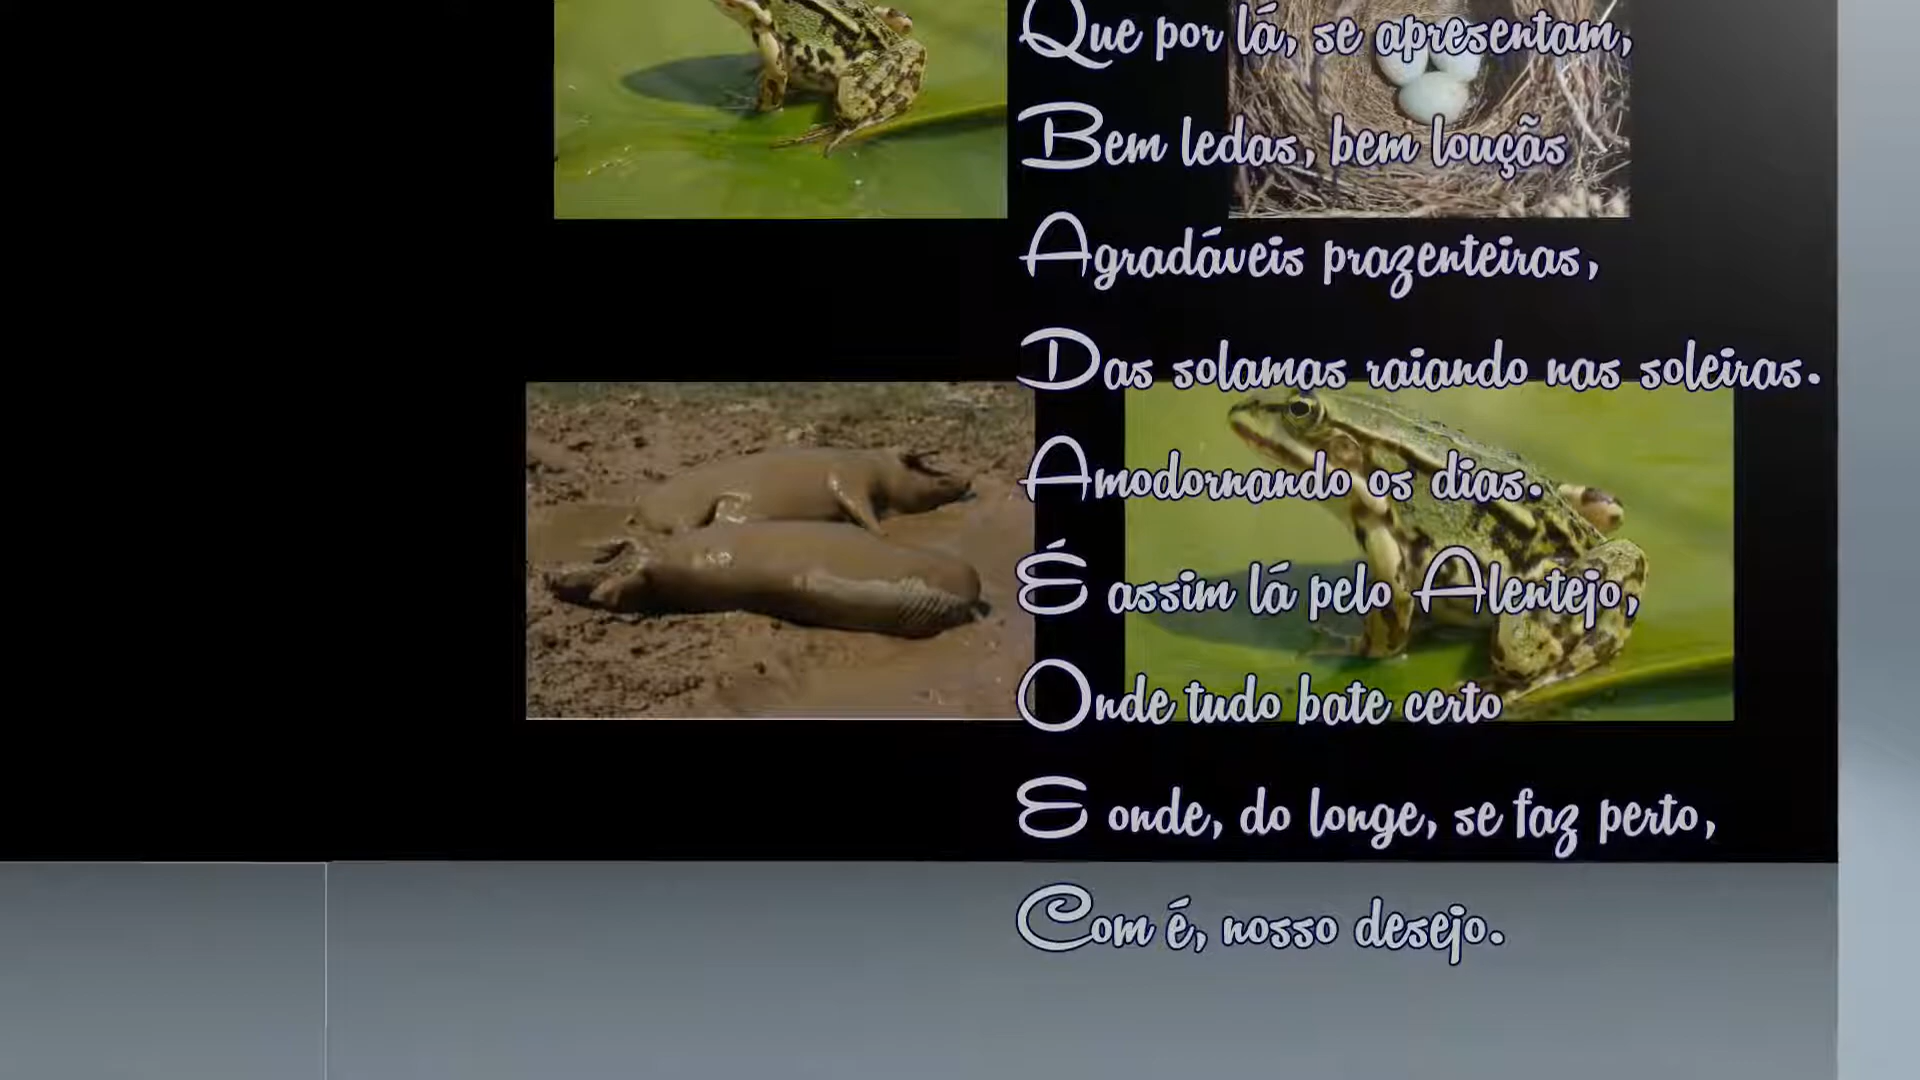 Que por lá, se apresentam,
Bem ledas, bem louçãs
Agradáveis prazenteiras,
Das solamas raiando nas soleiras.
Amodornando os dias.
É assim lá pelo Alentejo,
Onde tudo bate certo
E onde, do longe, se faz perto,
Com é, nosso desejo.